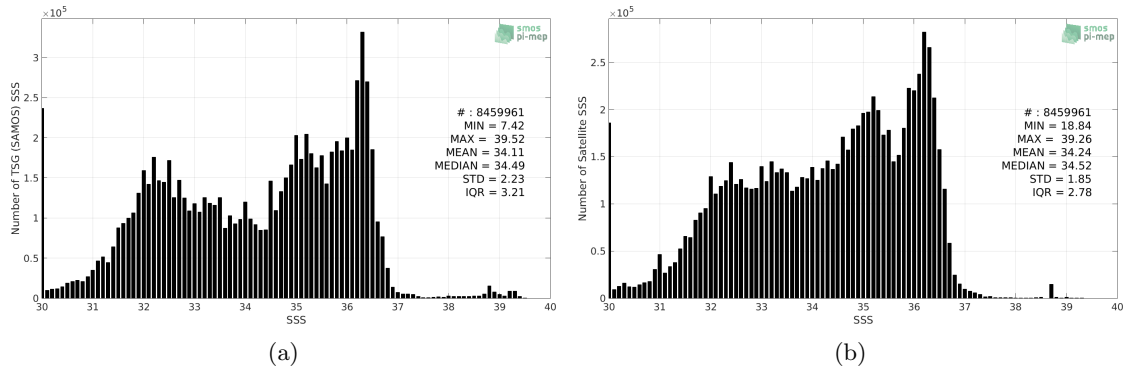 ×10⁵
smos
pi-mep
Number of TSG (SAMOS) SSS
3.5
3
2.5
2
1.5
1
0.5
0
# : 8459961
MIN = 7.42
MAX = 39.52
MEAN = 34.11
MEDIAN = 34.49
STD = 2.23
IQR = 3.21
30 31 32 33 34 35 36 37 38 39 40
SSS
(a)
×10⁵
smos
pi-mep
Number of Satellite SSS
2.5
2
1.5
1
0.5
0
# : 8459961
MIN = 18.84
MAX = 39.26
MEAN = 34.24
MEDIAN = 34.52
STD = 1.85
IQR = 2.78
30 31 32 33 34 35 36 37 38 39 40
SSS
(b)